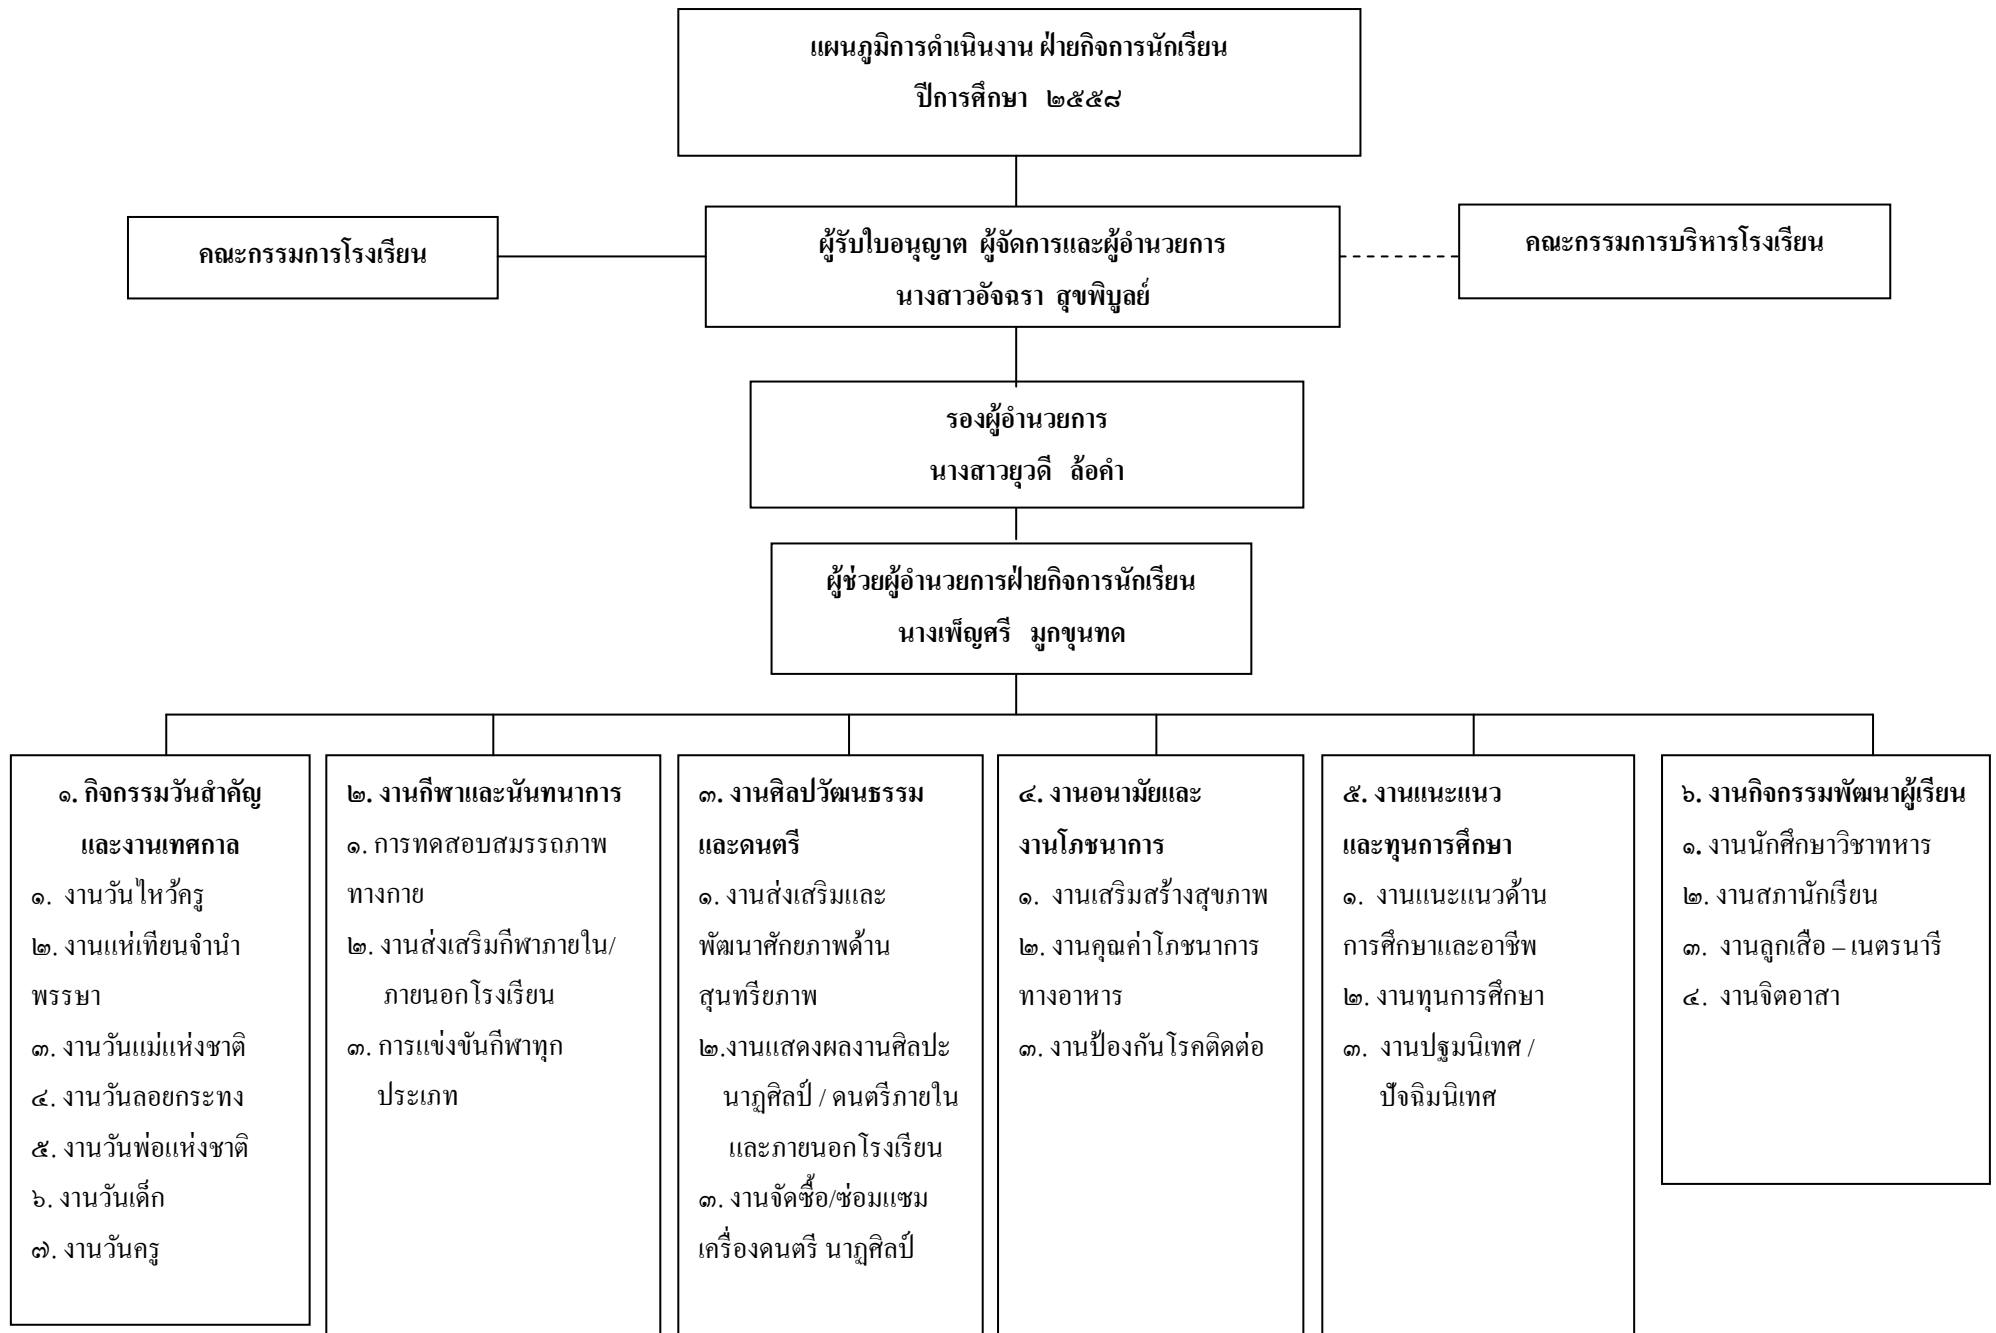 แผนภูมิการดำเนินงาน ฝ่ายกิจการนักเรียน
ปีการศึกษา ๒๕๕๘
คณะกรรมการโรงเรียน
ผู้รับใบอนุญาต ผู้จัดการและผู้อำนวยการ
นางสาวอัจฉรา สุขพิบูลย์
คณะกรรมการบริหารโรงเรียน
รองผู้อำนวยการ
นางสาวยุวดี ล้อคำ
ผู้ช่วยผู้อำนวยการฝ่ายกิจการนักเรียน
นางเพ็ญศรี มูกขุนทด
๑. กิจกรรมวันสำคัญ
และงานเทศกาล
๑. งานวันไหว้ครู
๒. งานแห่เทียนจำนำ
พรรษา
๓. งานวันแม่แห่งชาติ
๔. งานวันลอยกระทง
๕. งานวันพ่อแห่งชาติ
๖. งานวันเด็ก
๗. งานวันครู
๒. งานกีฬาและนันทนาการ
๑. การทดสอบสมรรถภาพ
ทางกาย
๒. งานส่งเสริมกีฬาภายใน/
ภายนอกโรงเรียน
๓. การแข่งขันกีฬาทุก
ประเภท
๓. งานศิลปวัฒนธรรม
และดนตรี
๑. งานส่งเสริมและ
พัฒนาศักยภาพด้าน
สุนทรียภาพ
๒.งานแสดงผลงานศิลปะ
นาฏศิลป์ / ดนตรีภายใน
และภายนอกโรงเรียน
๓. งานจัดซื้อ/ซ่อมแซม
เครื่องดนตรี นาฏศิลป์
๔. งานอนามัยและ
งานโภชนาการ
๑. งานเสริมสร้างสุขภาพ
๒. งานคุณค่าโภชนาการ
ทางอาหาร
๓. งานป้องกันโรคติดต่อ
๕. งานแนะแนว
และทุนการศึกษา
๑. งานแนะแนวด้าน
การศึกษาและอาชีพ
๒. งานทุนการศึกษา
๓. งานปฐมนิเทศ /
ปัจฉิมนิเทศ
๖. งานกิจกรรมพัฒนาผู้เรียน
๑. งานนักศึกษาวิชาทหาร
๒. งานสภานักเรียน
๓. งานลูกเสือ – เนตรนารี
๔. งานจิตอาสา